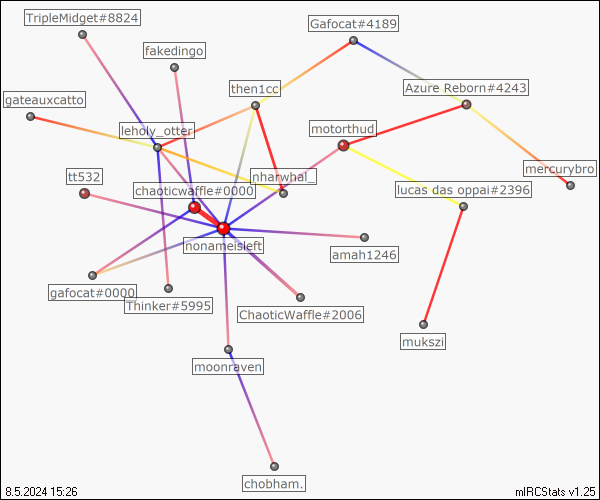 TripleMidget#8824
Gafocat#4189
fakedingo
then1cc
Azure Reborn#4243
gateauxcatto
leholy_otter
motorthud
mercurybro
tt532
nharwhal_
chaoticwaffle#0000
lucas das oppai#2396
nonameisleft
amah1246
gafocat#0000
Thinker#5995
ChaoticWaffle#2006
mukszi
moonraven
chobham.
8.5.2024 15:26
mIRCStats v1.25